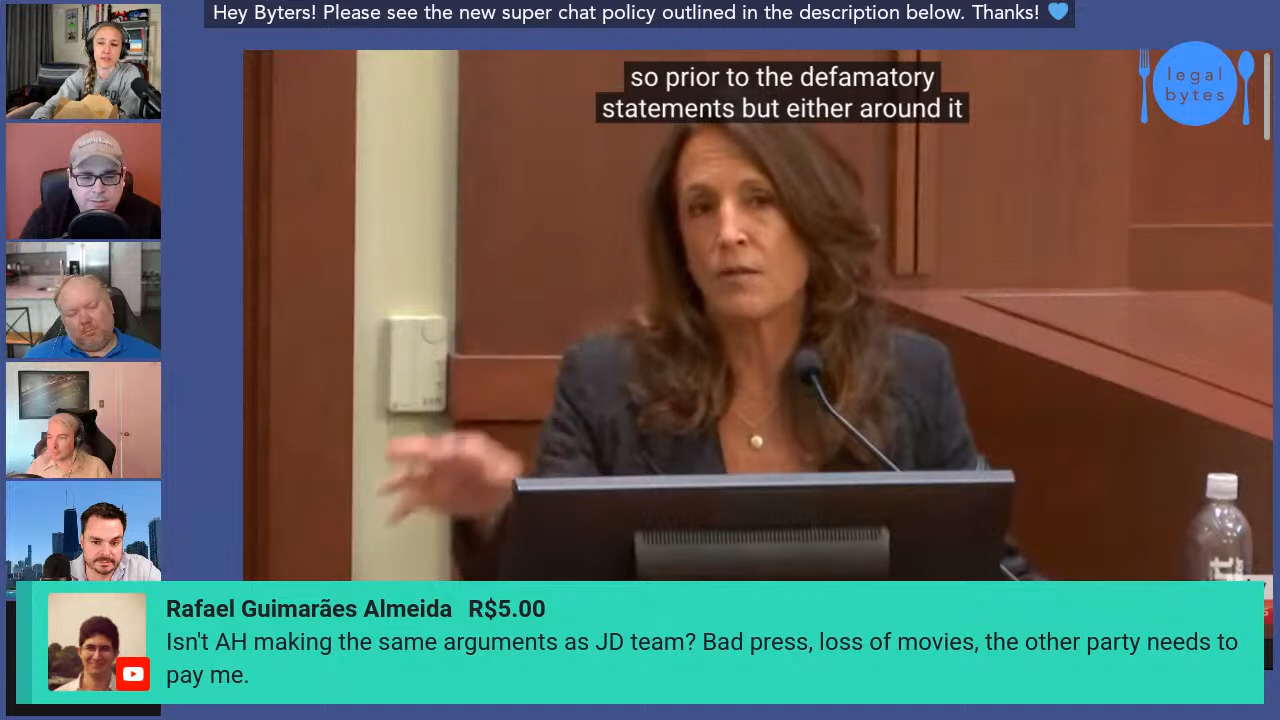 Hey Byters! Please see the new super chat policy outlined in the description below. Thanks! 💙
so prior to the defamatory
statements but either around it
legal
bytes
Rafael Guimarães Almeida R$5.00
Isn't AH making the same arguments as JD team? Bad press, loss of movies, the other party needs to
pay me.